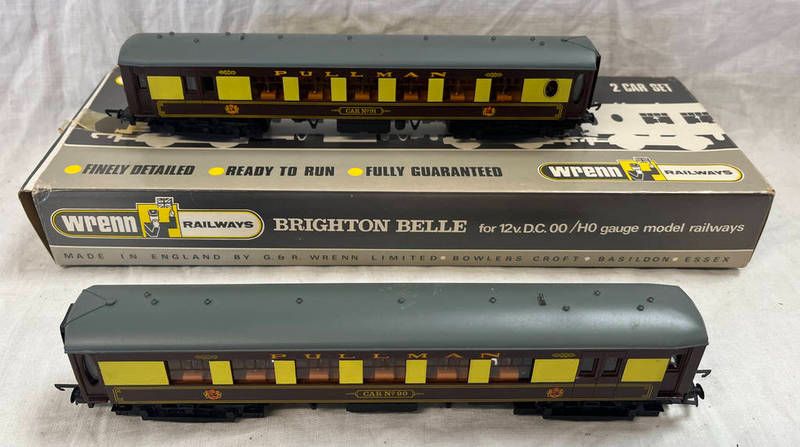 PULLMAN
CAR Nº 91
2 CAR SET
FINELY DETAILED READY TO RUN FULLY GUARANTEED
wrenn RAILWAYS
wrenn RAILWAYS BRIGHTON BELLE for 12v.D.C. OO/HO gauge model railways
MADE IN ENGLAND BY G.&R. WRENN LIMITED • BOWLERS CROFT • BASILDON • ESSEX
PULLMAN
CAR Nº 90